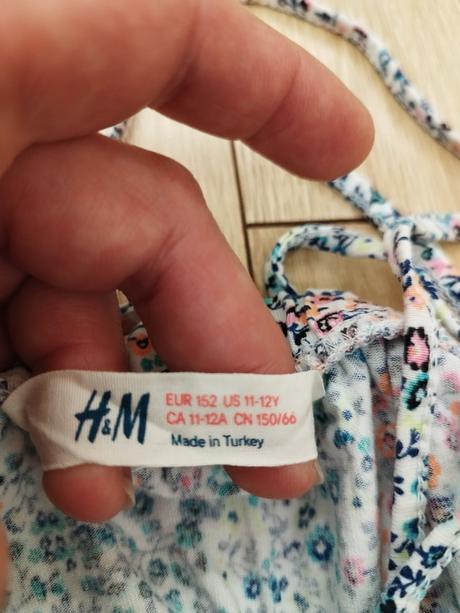 H&M
EUR 152 US 11-12Y
CA 11-12A CN 150/66
Made in Turkey